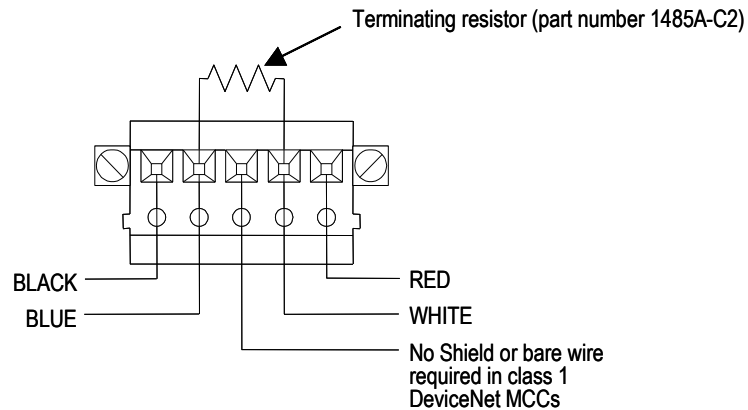 Terminating resistor (part number 1485A-C2)
BLACK
BLUE
RED
WHITE
No Shield or bare wire
required in class 1
DeviceNet MCCs